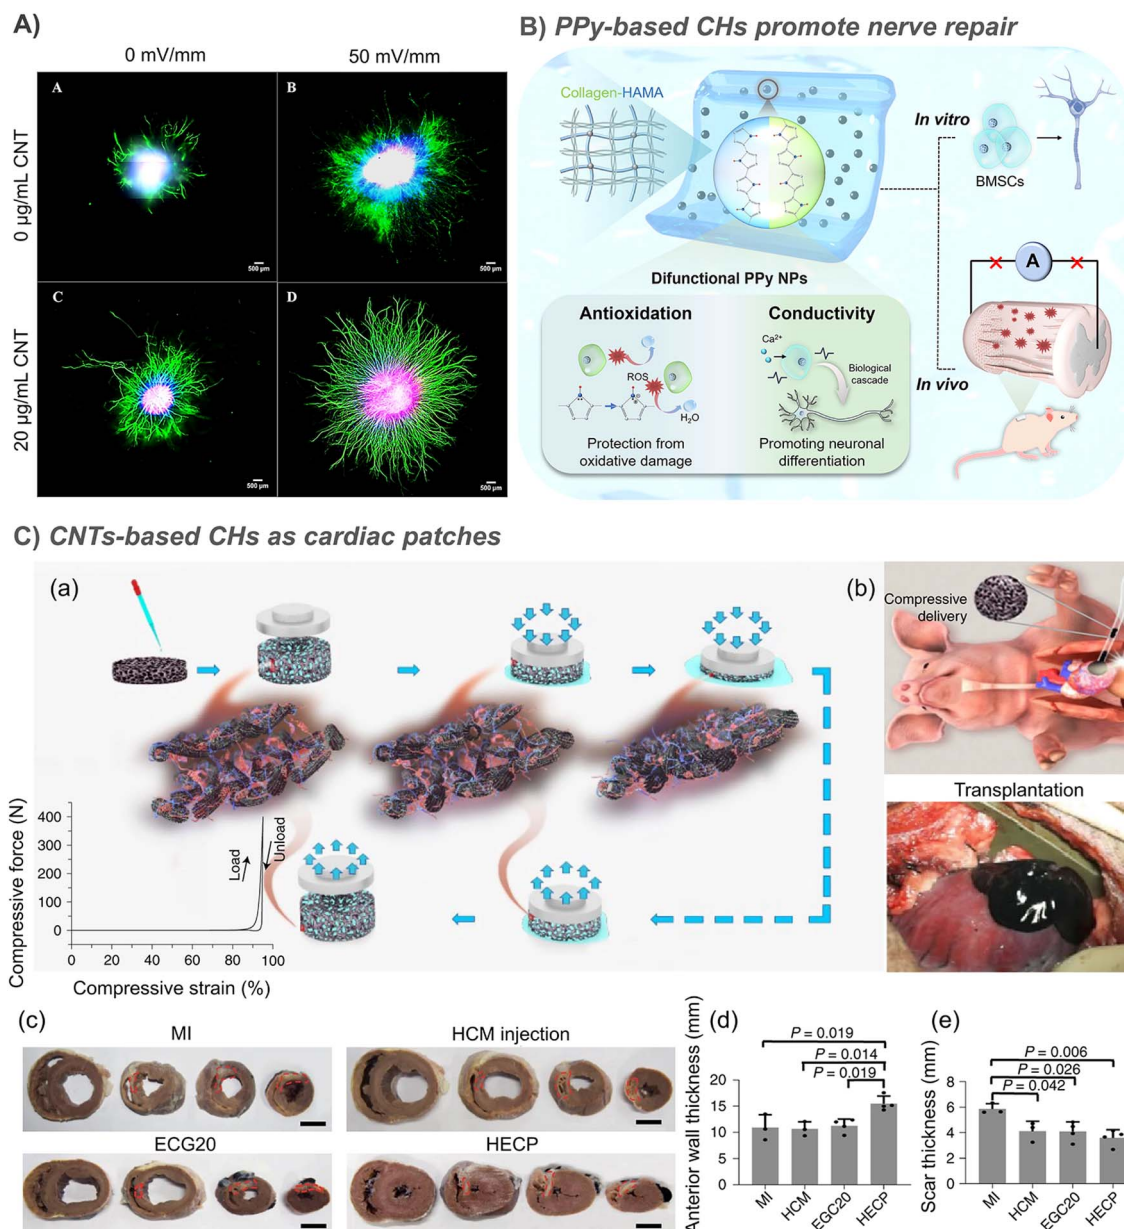 A)
0 mV/mm
50 mV/mm
0 µg/mL CNT
20 µg/mL CNT
A
500 µm
B
500 µm
C
500 µm
D
500 µm
B) PPy-based CHs promote nerve repair
Collagen-HAMA
In vitro
BMSCs
Difunctional PPy NPs
Antioxidation
ROS
H₂O
Protection from
oxidative damage
Conductivity
Ca²⁺
Biological
cascade
Promoting neuronal
differentiation
A
In vivo
C) CNTs-based CHs as cardiac patches
(a)
Compressive force (N)
400
300
200
100
0
Load
Unload
0 20 40 60 80 100
Compressive strain (%)
(b)
Compressive
delivery
Transplantation
(c)
MI
HCM injection
ECG20
HECP
(d)
Anterior wall thickness (mm)
P = 0.019
P = 0.014
P = 0.019
20
15
10
5
0
MI
HCM
EGC20
HECP
(e)
Scar thickness (mm)
P = 0.006
P = 0.026
P = 0.042
8
6
4
2
0
MI
HCM
EGC20
HECP